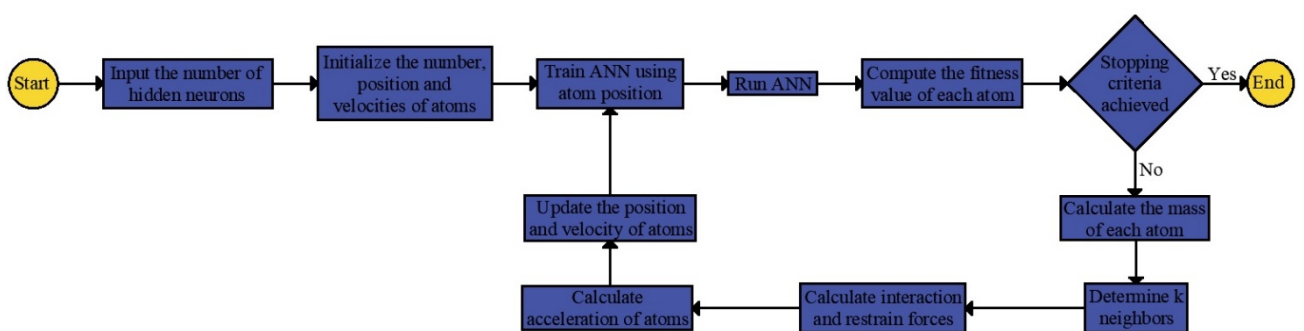 Start
Input the number of
hidden neurons
Initialize the number,
position and
velocities of atoms
Train ANN using
atom position
Run ANN
Compute the fitness
value of each atom
Stopping
criteria
achieved
Yes
End
No
Calculate the mass
of each atom
Determine k
neighbors
Calculate interaction
and restrain forces
Calculate
acceleration of atoms
Update the position
and velocity of atoms